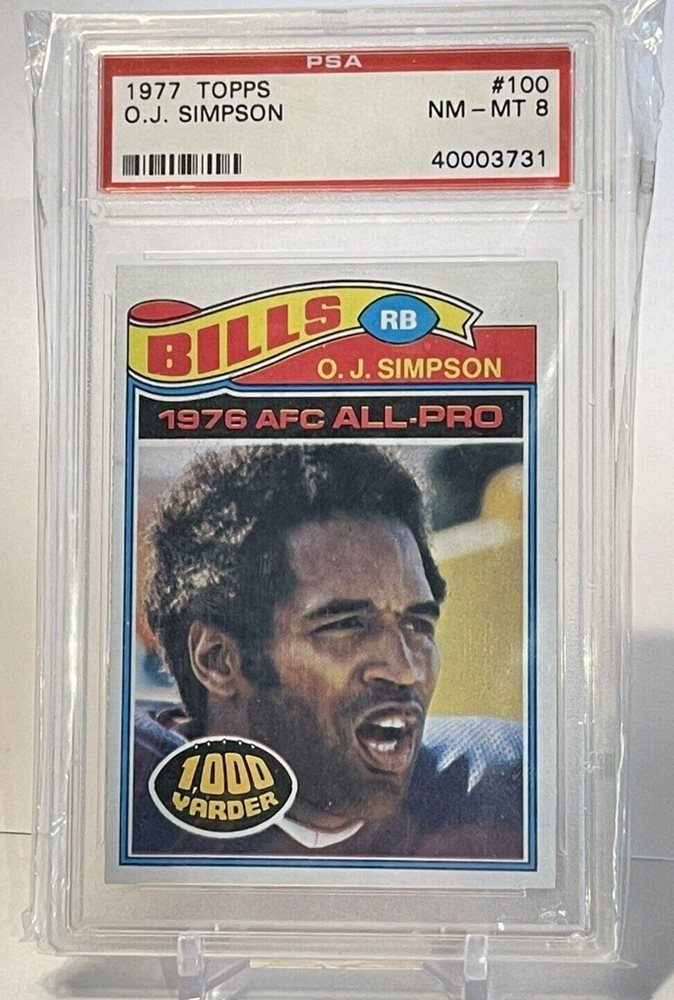 PSA
1977 TOPPS #100
O.J. SIMPSON NM-MT 8
40003731
BILLS RB
O. J. SIMPSON
1976 AFC ALL-PRO
1,000
YARDER